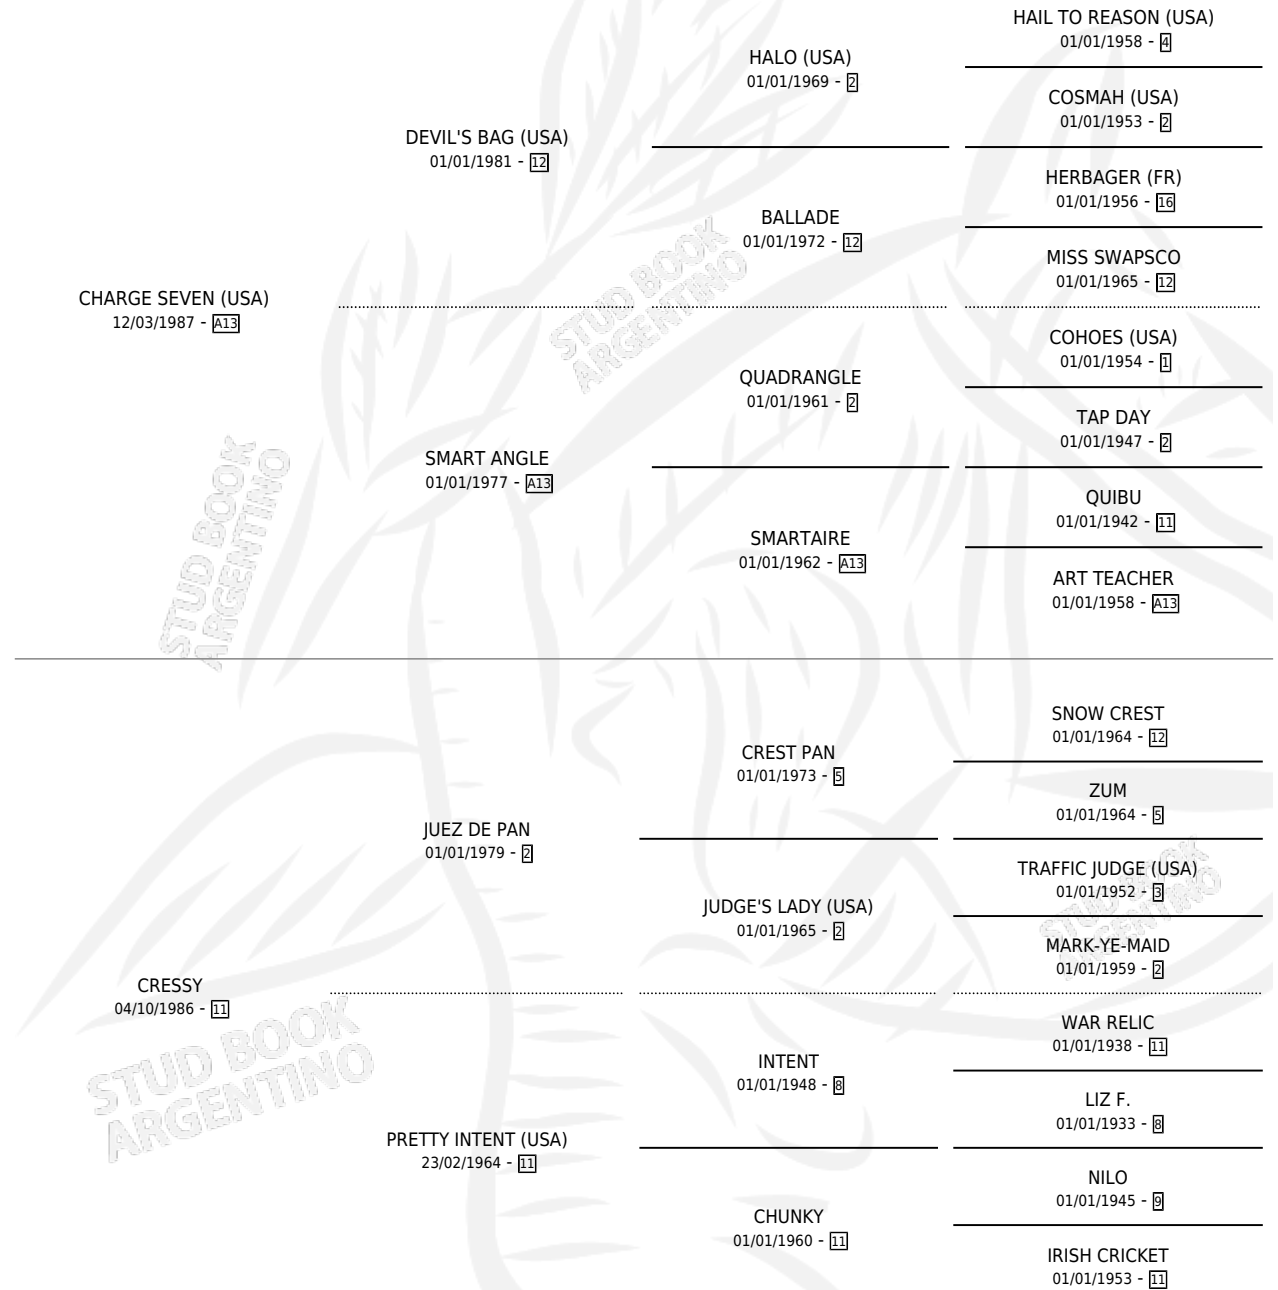 HAIL TO REASON (USA)
01/01/1958 - 4
HALO (USA)
01/01/1969 - 2
COSMAH (USA)
01/01/1953 - 2
DEVIL'S BAG (USA)
01/01/1981 - 12
HERBAGER (FR)
01/01/1956 - 16
BALLADE
01/01/1972 - 12
MISS SWAPSCO
01/01/1965 - 12
CHARGE SEVEN (USA)
12/03/1987 - A13
COHOES (USA)
01/01/1954 - 1
QUADRANGLE
01/01/1961 - 2
TAP DAY
01/01/1947 - 2
SMART ANGLE
01/01/1977 - A13
QUIBU
01/01/1942 - 11
SMARTAIRE
01/01/1962 - A13
ART TEACHER
01/01/1958 - A13
SNOW CREST
01/01/1964 - 12
CREST PAN
01/01/1973 - 5
ZUM
01/01/1964 - 5
JUEZ DE PAN
01/01/1979 - 2
TRAFFIC JUDGE (USA)
01/01/1952 - 3
JUDGE'S LADY (USA)
01/01/1965 - 2
MARK-YE-MAID
01/01/1959 - 2
CRESSY
04/10/1986 - 11
WAR RELIC
01/01/1938 - 11
INTENT
01/01/1948 - 8
LIZ F.
01/01/1933 - 8
PRETTY INTENT (USA)
23/02/1964 - 11
NILO
01/01/1945 - 9
CHUNKY
01/01/1960 - 11
IRISH CRICKET
01/01/1953 - 11
STUD BOOK
ARGENTINO
STUD BOOK
ARGENTINO
STUD BOOK
ARGENTINO
STUD BOOK
ARGENTINO